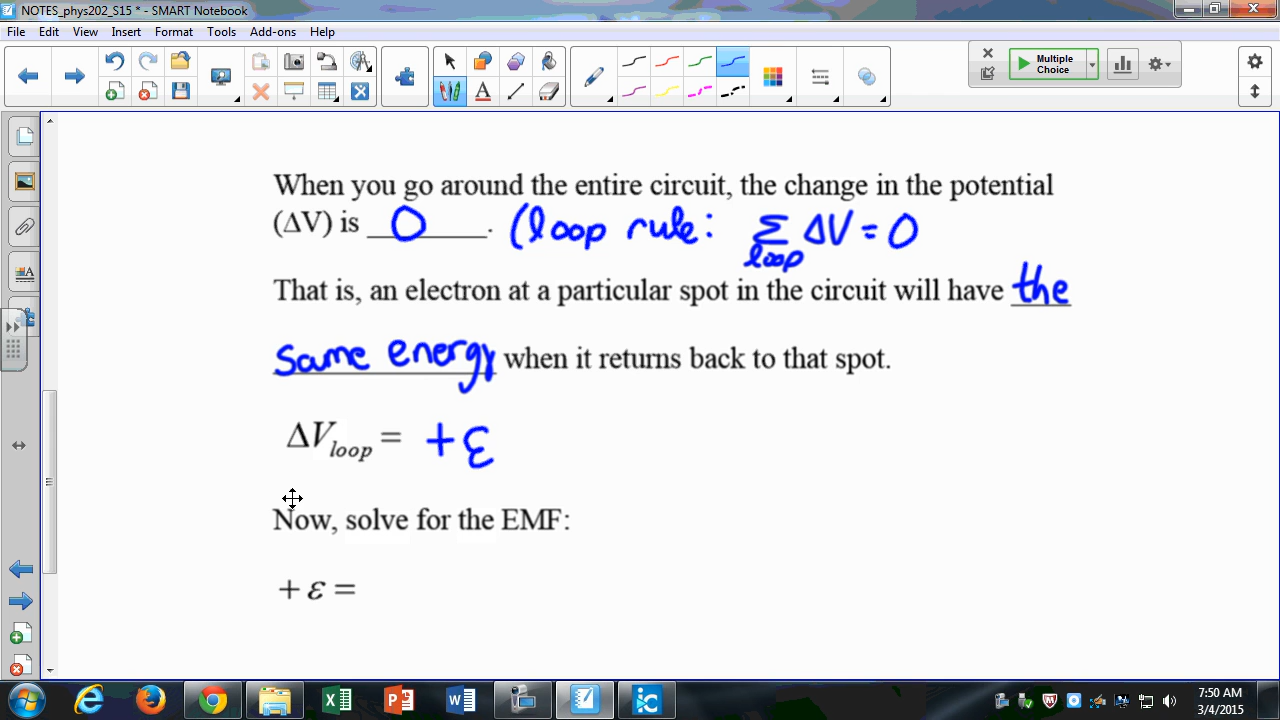 NOTES_phys202_S15 * - SMART Notebook
File Edit View Insert Format Tools Add-ons Help
Multiple
Choice
When you go around the entire circuit, the change in the potential
(ΔV) is 0. (loop rule: Σ ΔV = 0
loop
That is, an electron at a particular spot in the circuit will have the
same energy when it returns back to that spot.
ΔV_loop = +ε
Now, solve for the EMF:
+ε =
7:50 AM
3/4/2015